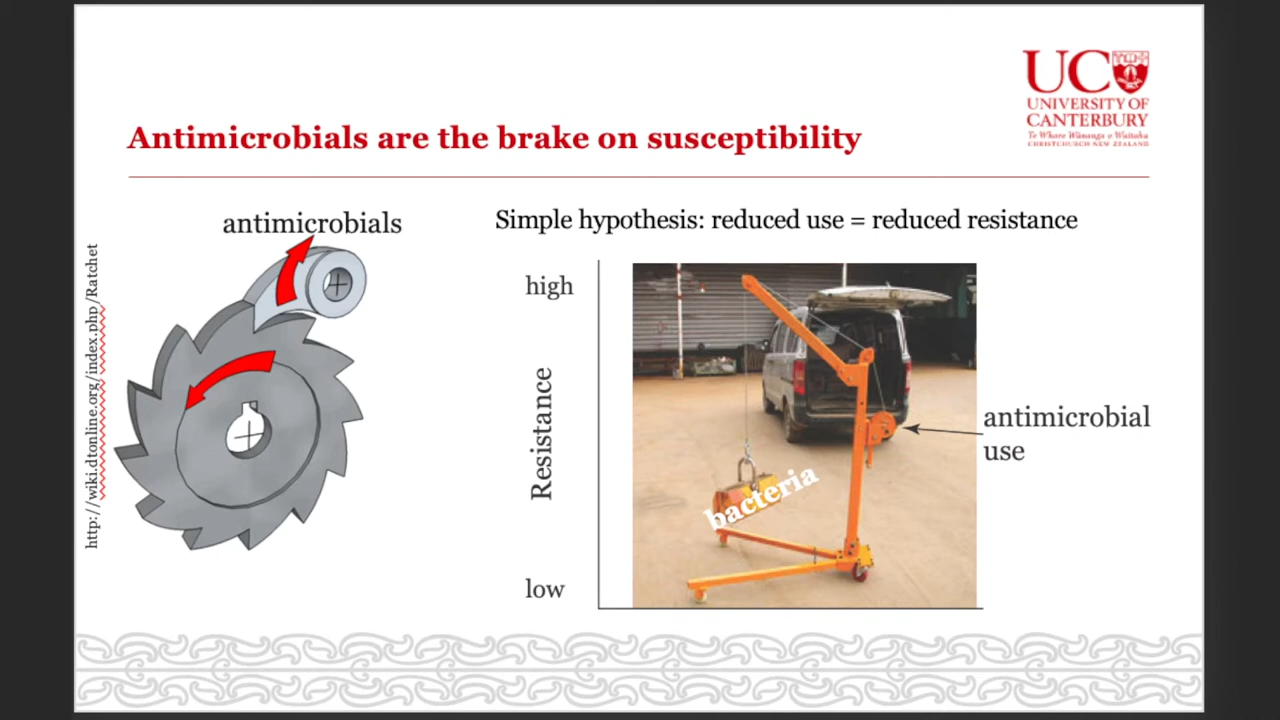 UC
UNIVERSITY OF
CANTERBURY
Te Whare Wānanga o Waitaha
CHRISTCHURCH NEW ZEALAND
Antimicrobials are the brake on susceptibility
antimicrobials
http://wiki.dtonline.org/index.php/Ratchet
Simple hypothesis: reduced use = reduced resistance
high
Resistance
low
bacteria
antimicrobial
use